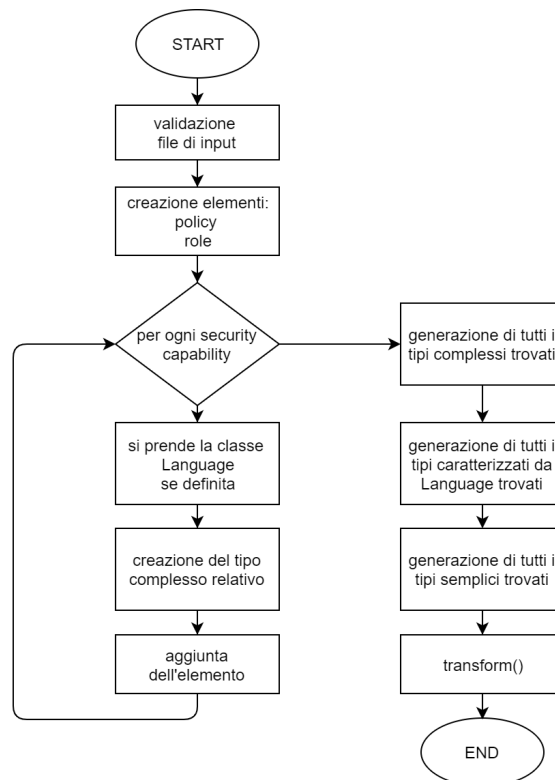 START
validazione
file di input
creazione elementi:
policy
role
per ogni security
capability
si prende la classe
Language
se definita
creazione del tipo
complesso relativo
aggiunta
dell'elemento
generazione di tutti i
tipi complessi trovati
generazione di tutti i
tipi caratterizzati da
Language trovati
generazione di tutti i
tipi semplici trovati
transform()
END